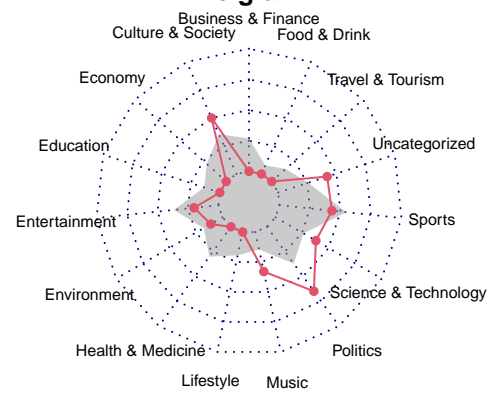 Business & Finance
Culture & Society
Food & Drink
Economy
Travel & Tourism
Education
Uncategorized
Entertainment
Sports
Environment
Science & Technology
Health & Medicine
Politics
Lifestyle
Music